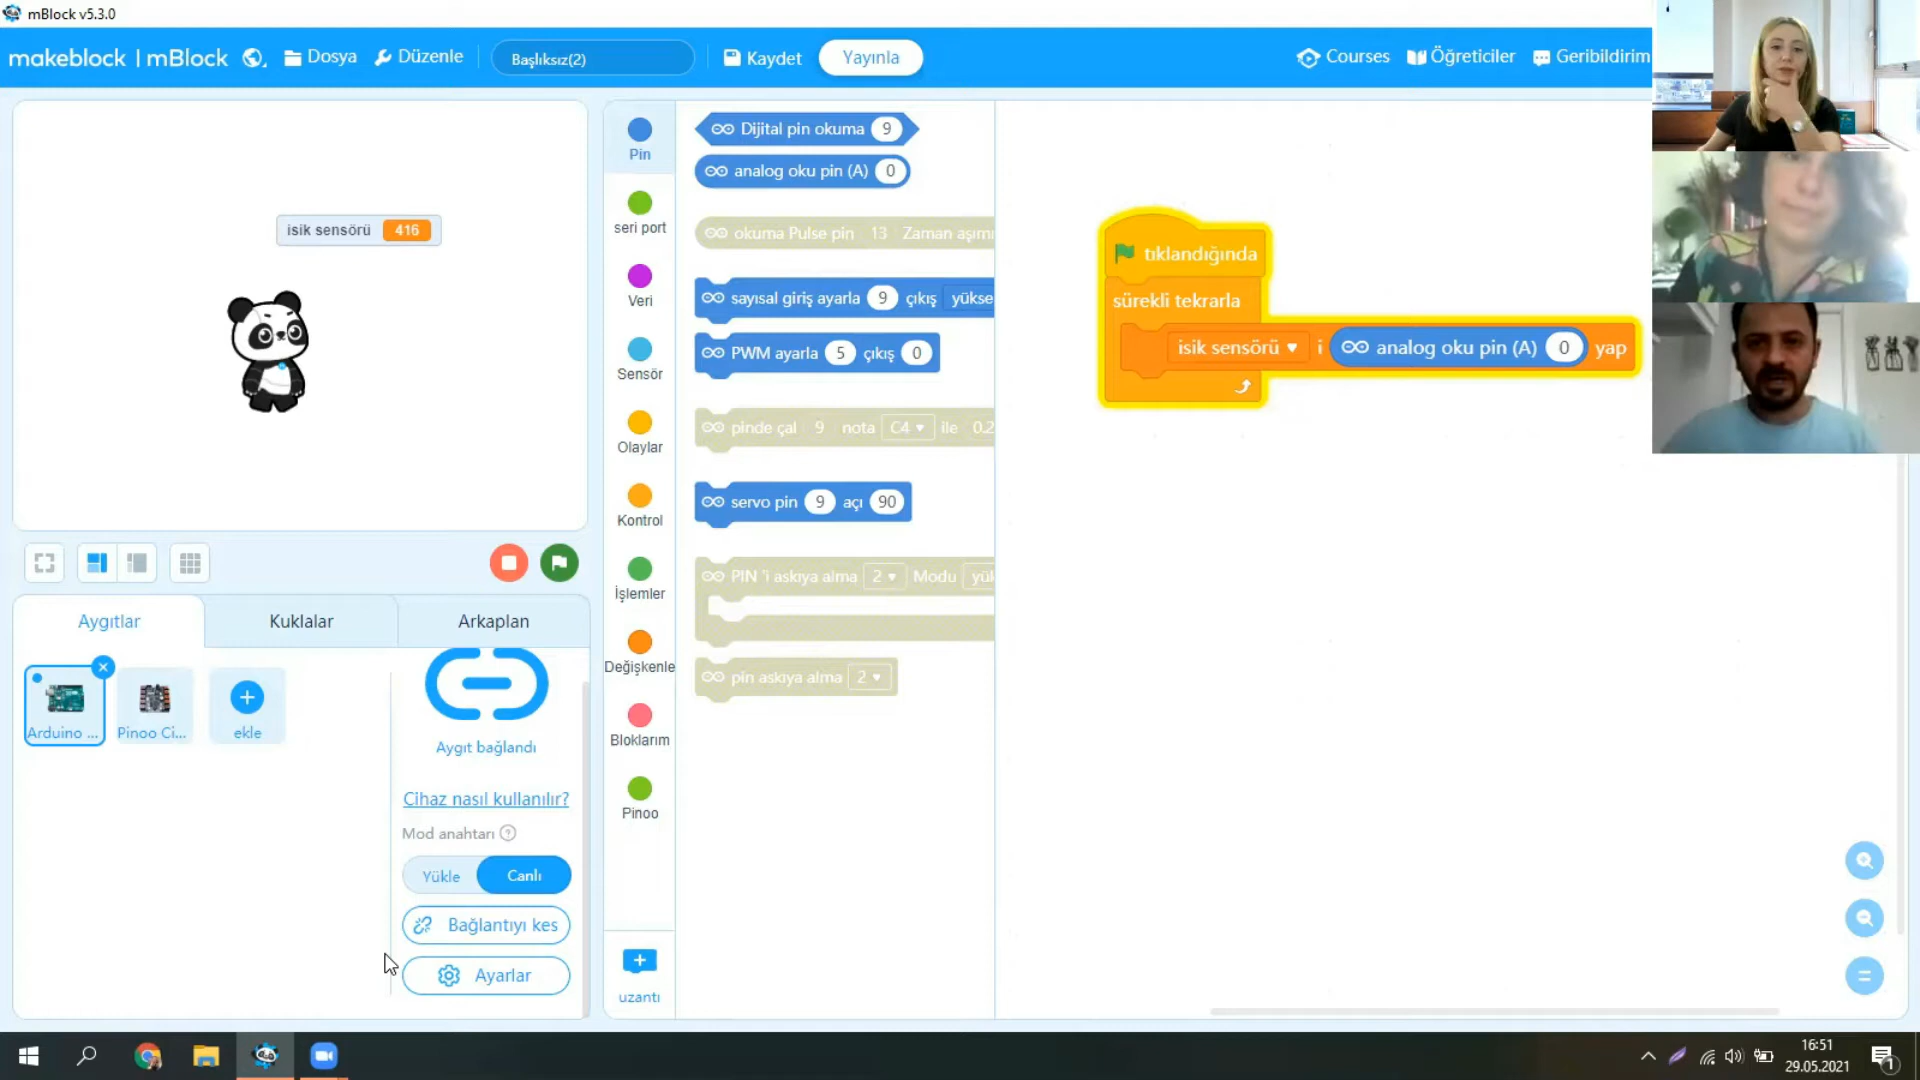 mBlock v5.3.0
makeblock | mBlock
Dosya
Düzenle
Başlıksız(2)
Kaydet
Yayınla
Courses
Öğreticiler
Geribildirim
isik sensörü 416
Aygıtlar
Kuklalar
Arkaplan
Arduino ...
Pinoo Ci...
ekle
Aygıt bağlandı
Cihaz nasıl kullanılır?
Mod anahtarı ?
Yükle
Canlı
Bağlantıyı kes
Ayarlar
Pin
seri port
Veri
Sensör
Olaylar
Kontrol
İşlemler
Değişkenle
Bloklarım
Pinoo
uzantı
Dijital pin okuma 9
analog oku pin (A) 0
okuma Pulse pin 13 Zaman aşımı
sayısal giriş ayarla 9 çıkış yükse
PWM ayarla 5 çıkış 0
pinde çal 9 nota C4 ile 0.2
servo pin 9 açı 90
PIN 'i askıya alma 2 Modu yük
pin askıya alma 2
tıklandığında
sürekli tekrarla
isik sensörü i analog oku pin (A) 0 yap
16:51
29.05.2021
1